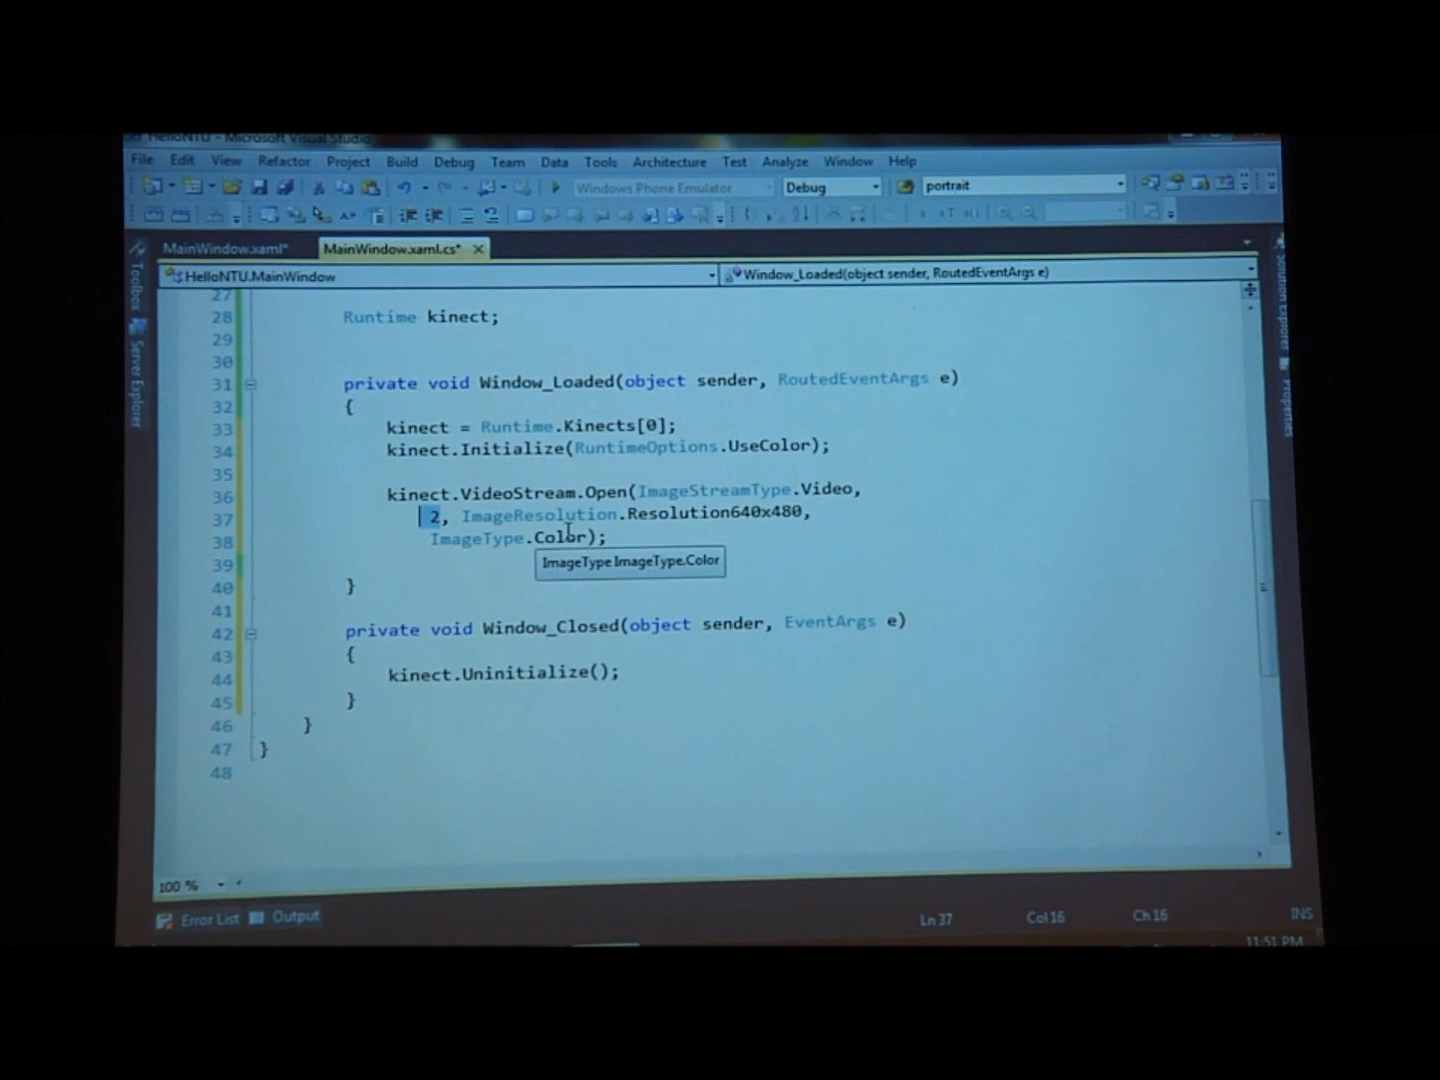 HelloNTU - Microsoft Visual Studio
File Edit View Refactor Project Build Debug Team Data Tools Architecture Test Analyze Window Help
Windows Phone Emulator Debug portrait
MainWindow.xaml* MainWindow.xaml.cs*
HelloNTU.MainWindow Window_Loaded(object sender, RoutedEventArgs e)
Toolbox
Server Explorer
Solution Explorer
Properties
27
28 Runtime kinect;
29
30
31 private void Window_Loaded(object sender, RoutedEventArgs e)
32 {
33 kinect = Runtime.Kinects[0];
34 kinect.Initialize(RuntimeOptions.UseColor);
35
36 kinect.VideoStream.Open(ImageStreamType.Video,
37 2, ImageResolution.Resolution640x480,
38 ImageType.Color);
ImageType ImageType.Color
39
40 }
41
42 private void Window_Closed(object sender, EventArgs e)
43 {
44 kinect.Uninitialize();
45 }
46 }
47 }
48
100 %
Error List Output
Ln 37 Col 16 Ch 16 INS
11:51 PM